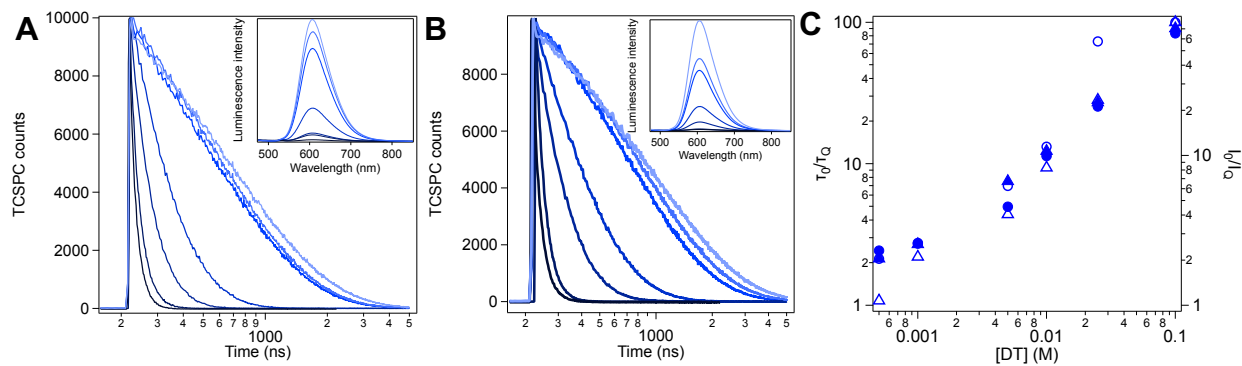 A
10000
8000
6000
4000
2000
0
TCSPC counts
2 3 4 5 6 7 8 9 2 3 4 5
1000
Time (ns)
Luminescence intensity
500 600 700 800
Wavelength (nm)
B
10000
8000
6000
4000
2000
0
TCSPC counts
2 3 4 5 6 7 8 2 3 4 5
1000
Time (ns)
Luminescence intensity
500 600 700 800
Wavelength (nm)
C
100
8
6
4
2
10
8
6
4
2
1
τ0/τQ
8
6
4
2
10
8
6
4
2
1
I0/IQ
6 8 2 4 6 8 2 4 6 8
0.001 0.01 0.1
[DT] (M)